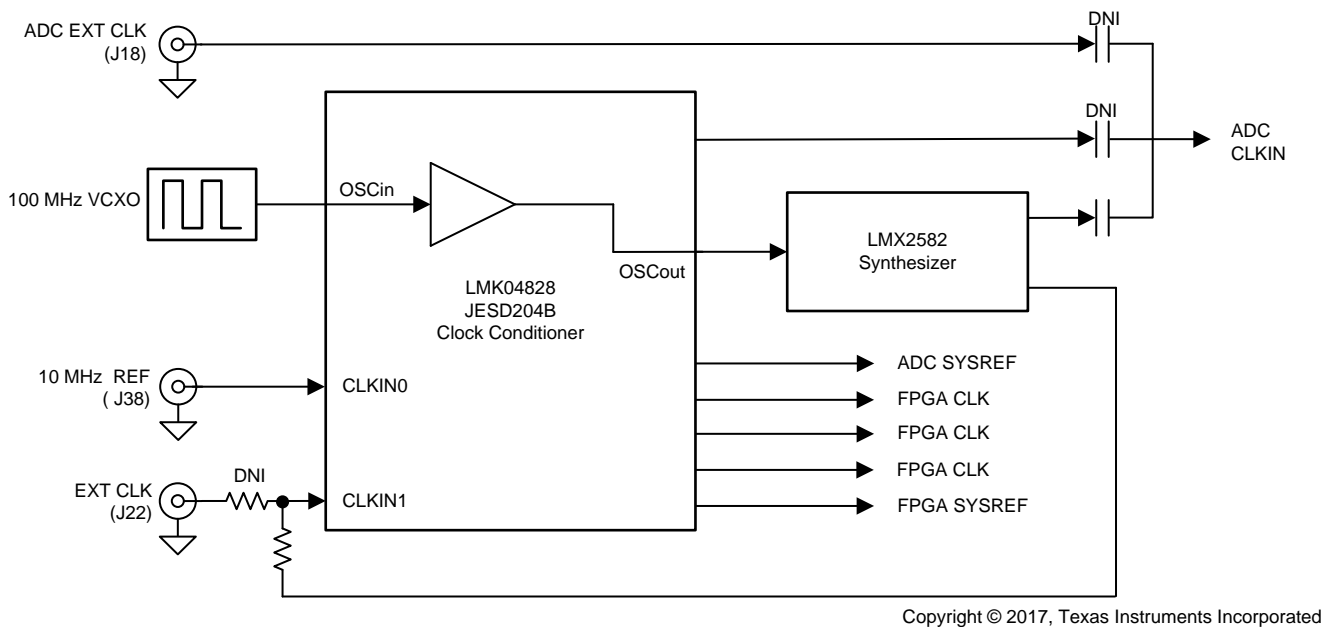 DNI
ADC EXT CLK
(J18)
DNI
ADC
CLKIN
100 MHz VCXO
OSCin
OSCout
LMX2582
Synthesizer
LMK04828
JESD204B
Clock Conditioner
10 MHz  REF
( J38)
CLKIN0
ADC SYSREF
FPGA CLK
FPGA CLK
FPGA CLK
FPGA SYSREF
EXT CLK
(J22)
DNI
CLKIN1
Copyright © 2017, Texas Instruments Incorporated